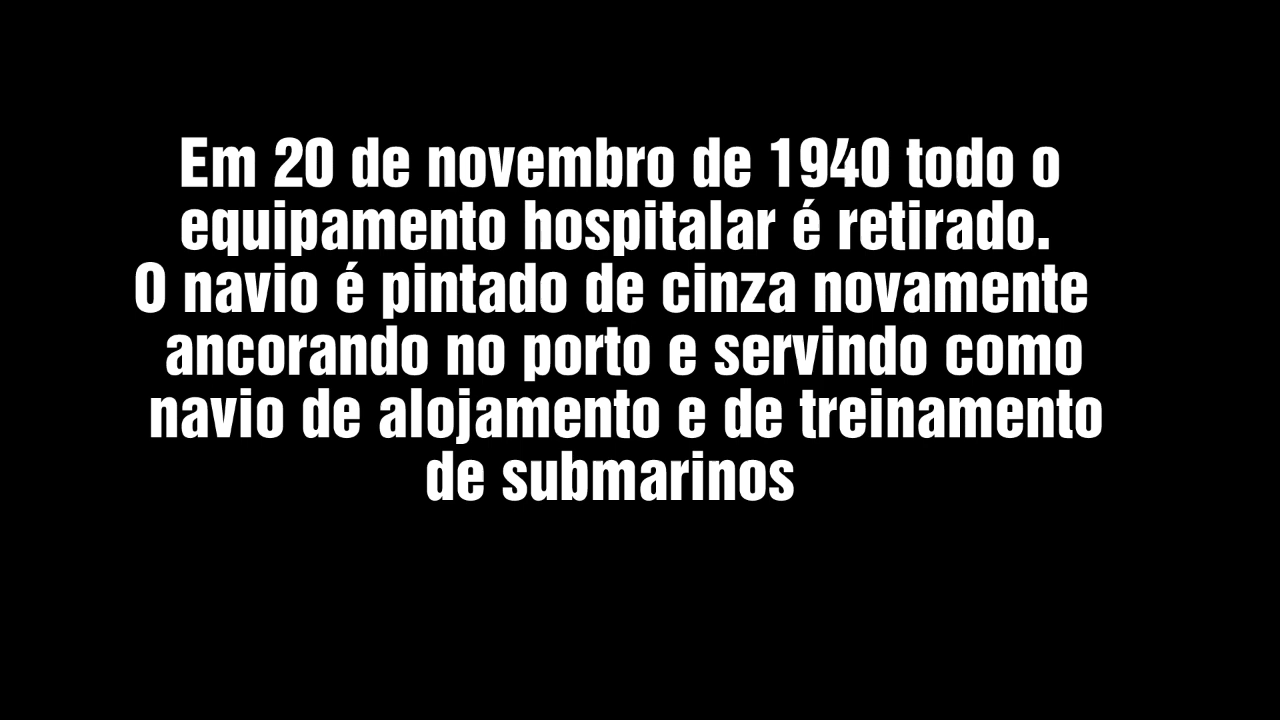 Em 20 de novembro de 1940 todo o
equipamento hospitalar é retirado.
O navio é pintado de cinza novamente
ancorando no porto e servindo como
navio de alojamento e de treinamento
de submarinos